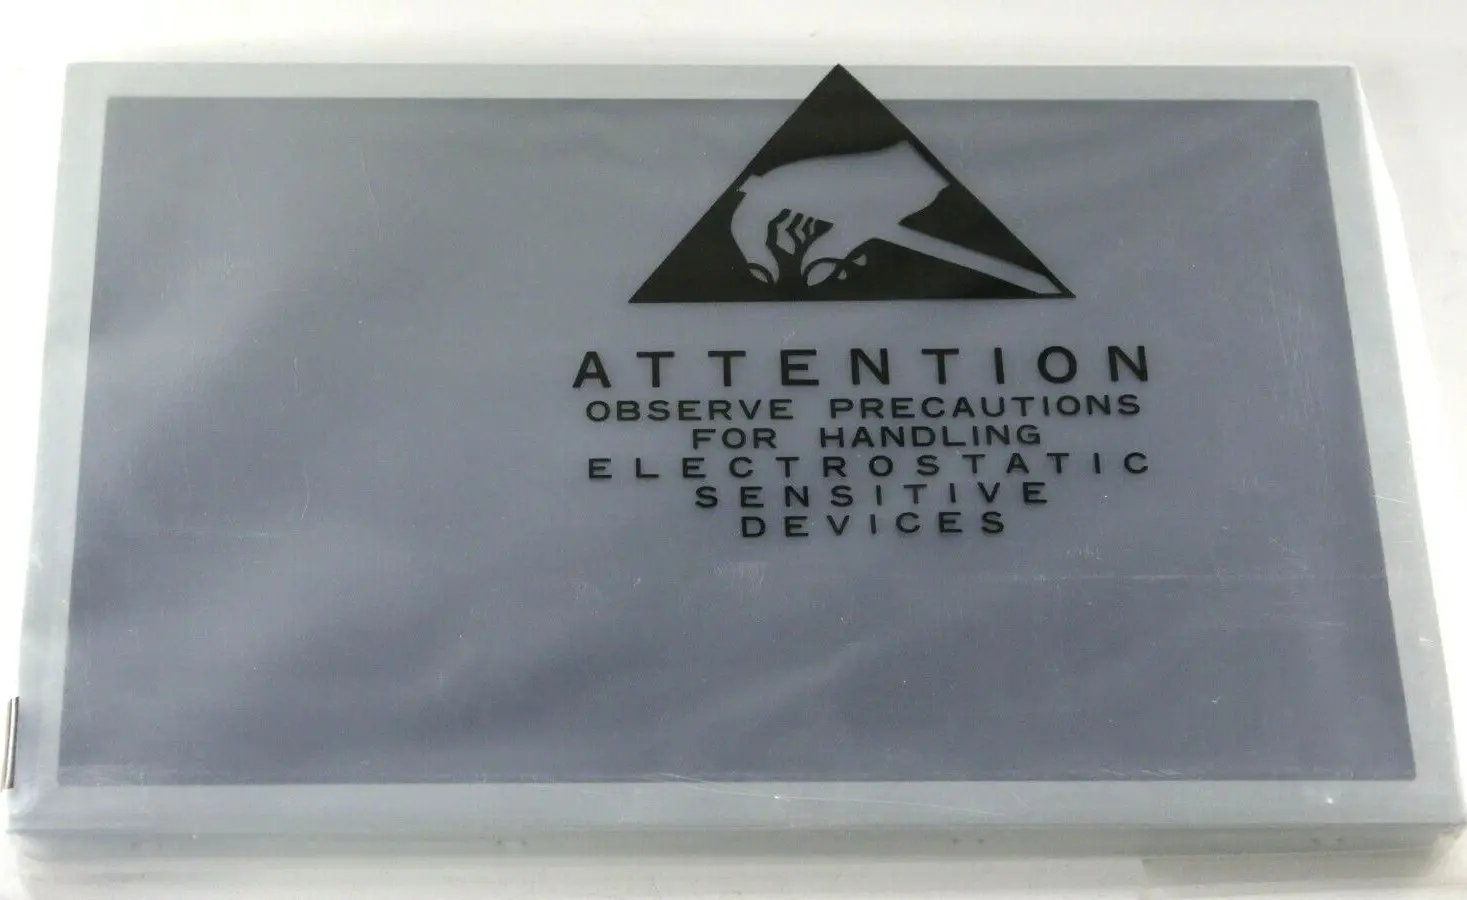 ATTENTION
OBSERVE PRECAUTIONS
FOR HANDLING
ELECTROSTATIC
SENSITIVE
DEVICES